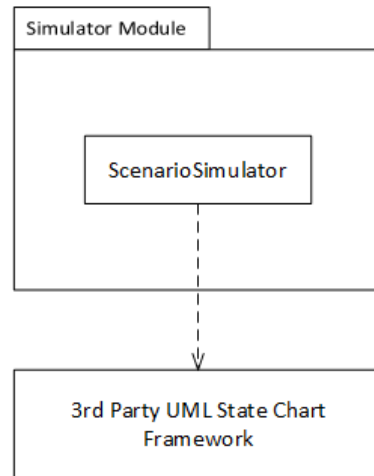 Simulator Module
ScenarioSimulator
3rd Party UML State Chart
Framework